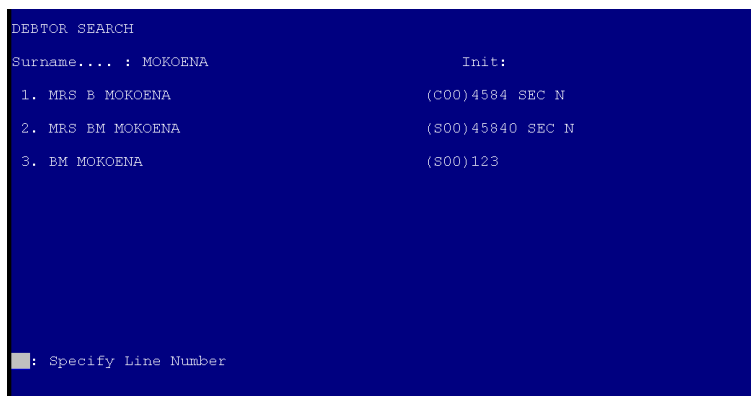 DEBTOR SEARCH
Surname.... : MOKOENA Init:
1. MRS B MOKOENA (C00)4584 SEC N
2. MRS BM MOKOENA (S00)45840 SEC N
3. BM MOKOENA (S00)123
: Specify Line Number